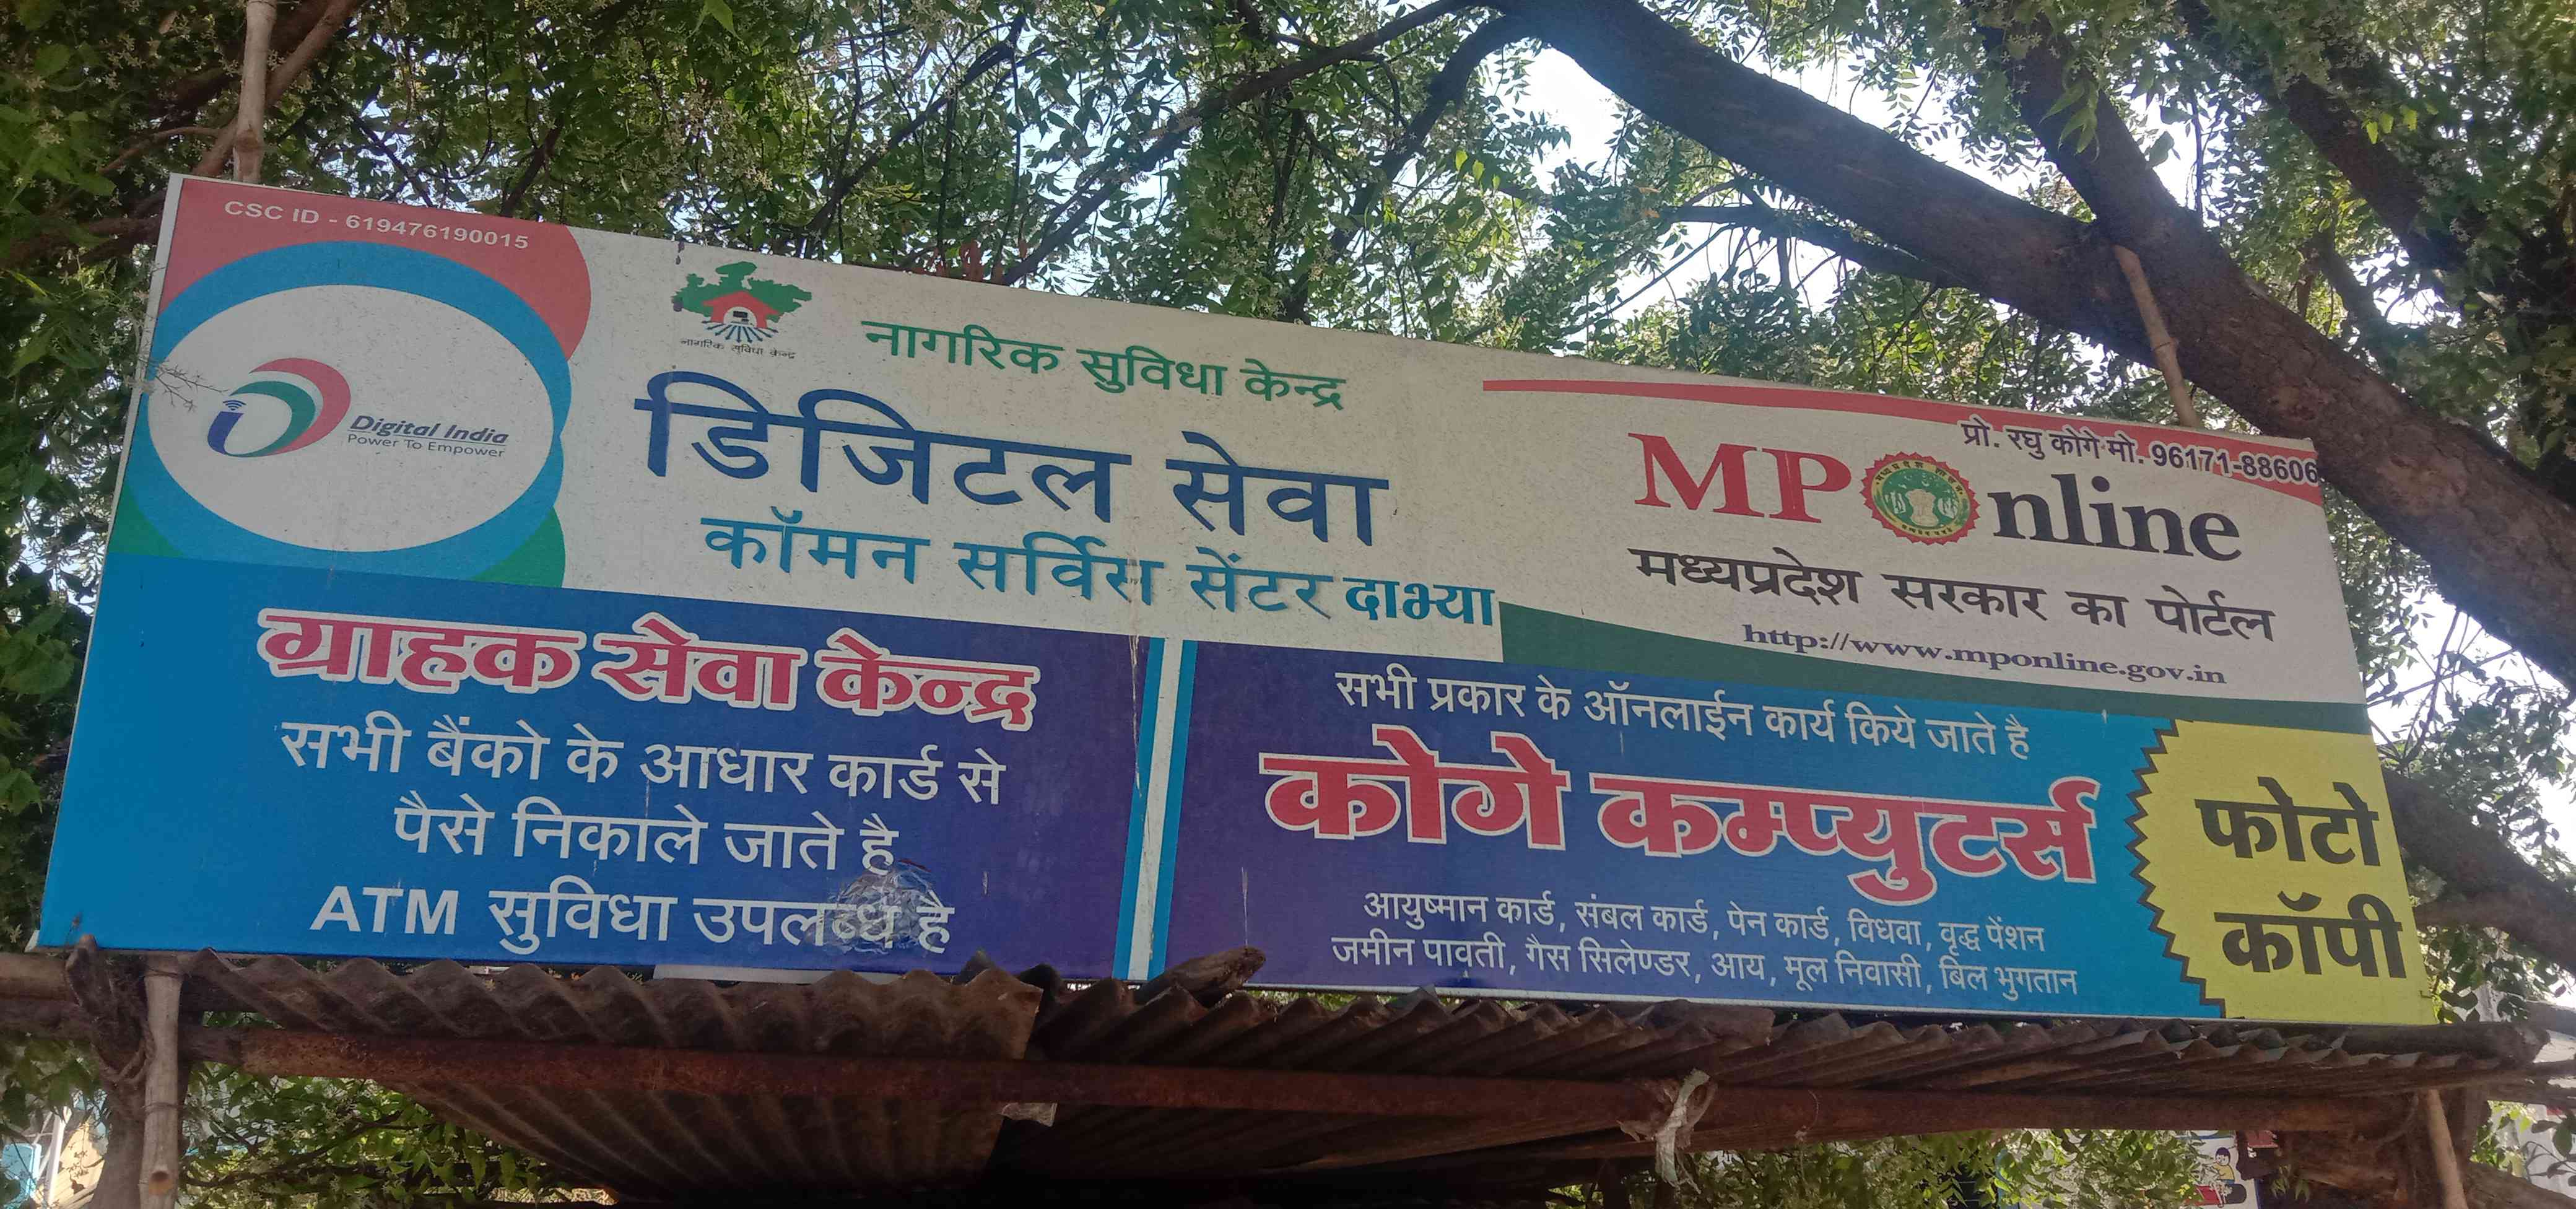 CSC ID - 619476190015
Digital India
Power To Empower
नागरिक सुविधा केन्द्र
नागरिक सुविधा केन्द्र
डिजिटल सेवा
कॉमन सर्विस सेंटर दाभ्या
प्रो. रघु कोगे मो. 96171-88606
MPOnline
मध्यप्रदेश सरकार का पोर्टल
http://www.mponline.gov.in
ग्राहक सेवा केन्द्र
सभी बैंको के आधार कार्ड से
पैसे निकाले जाते है
ATM सुविधा उपलब्ध है
सभी प्रकार के ऑनलाईन कार्य किये जाते है
कोगे कम्प्युटर्स
आयुष्मान कार्ड, संबल कार्ड, पेन कार्ड, विधवा, वृद्ध पेंशन
जमीन पावती, गैस सिलेण्डर, आय, मूल निवासी, बिल भुगतान
फोटो
कॉपी